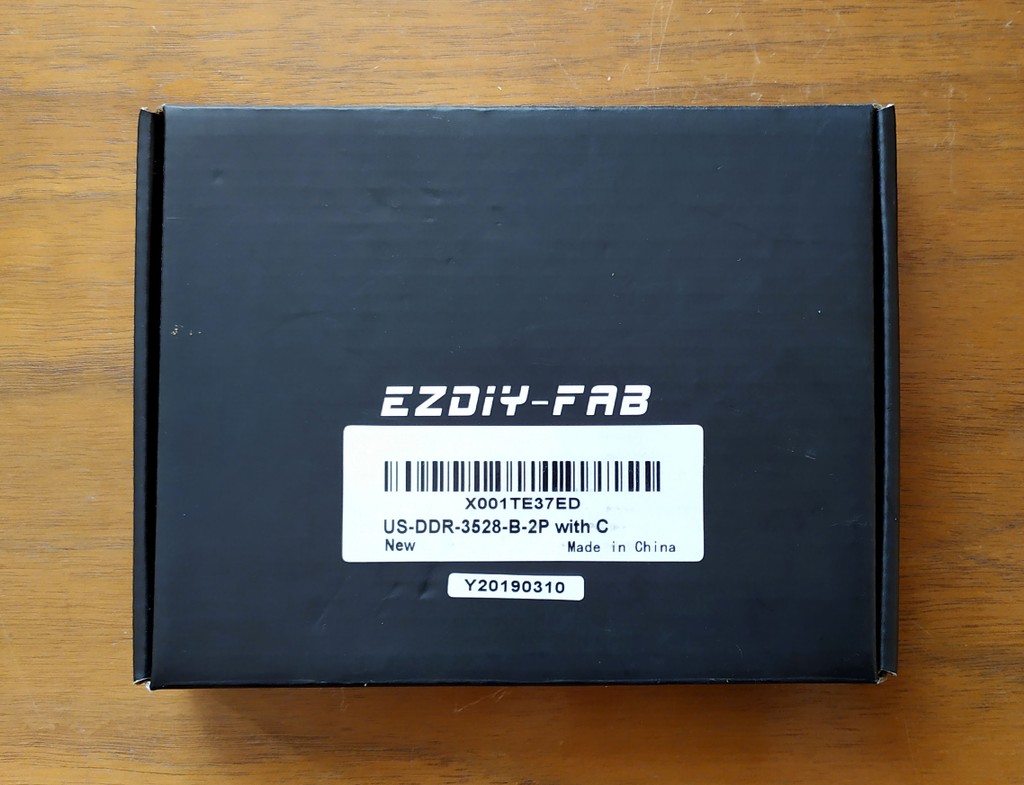 EZDIY-FAB
X001TE37ED
US-DDR-3528-B-2P with C
New Made in China
Y20190310